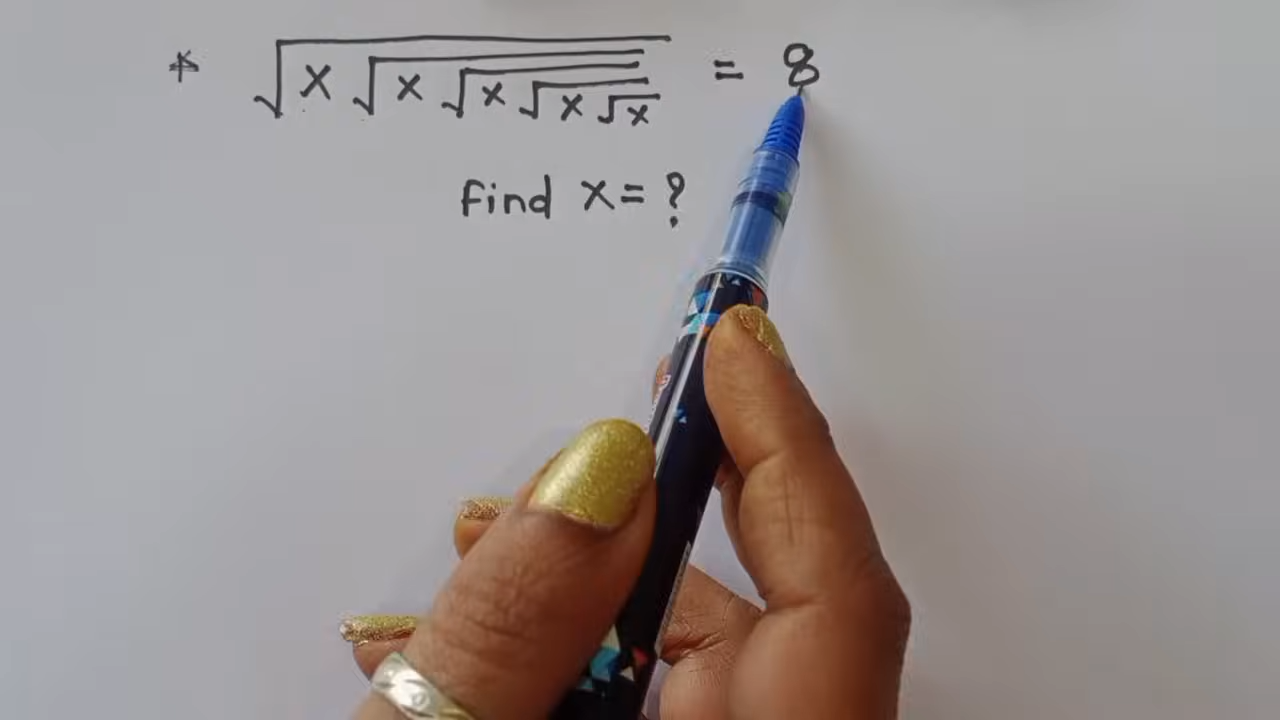 * √(x√(x√(x√(x√x)))) = 8
find x = ?